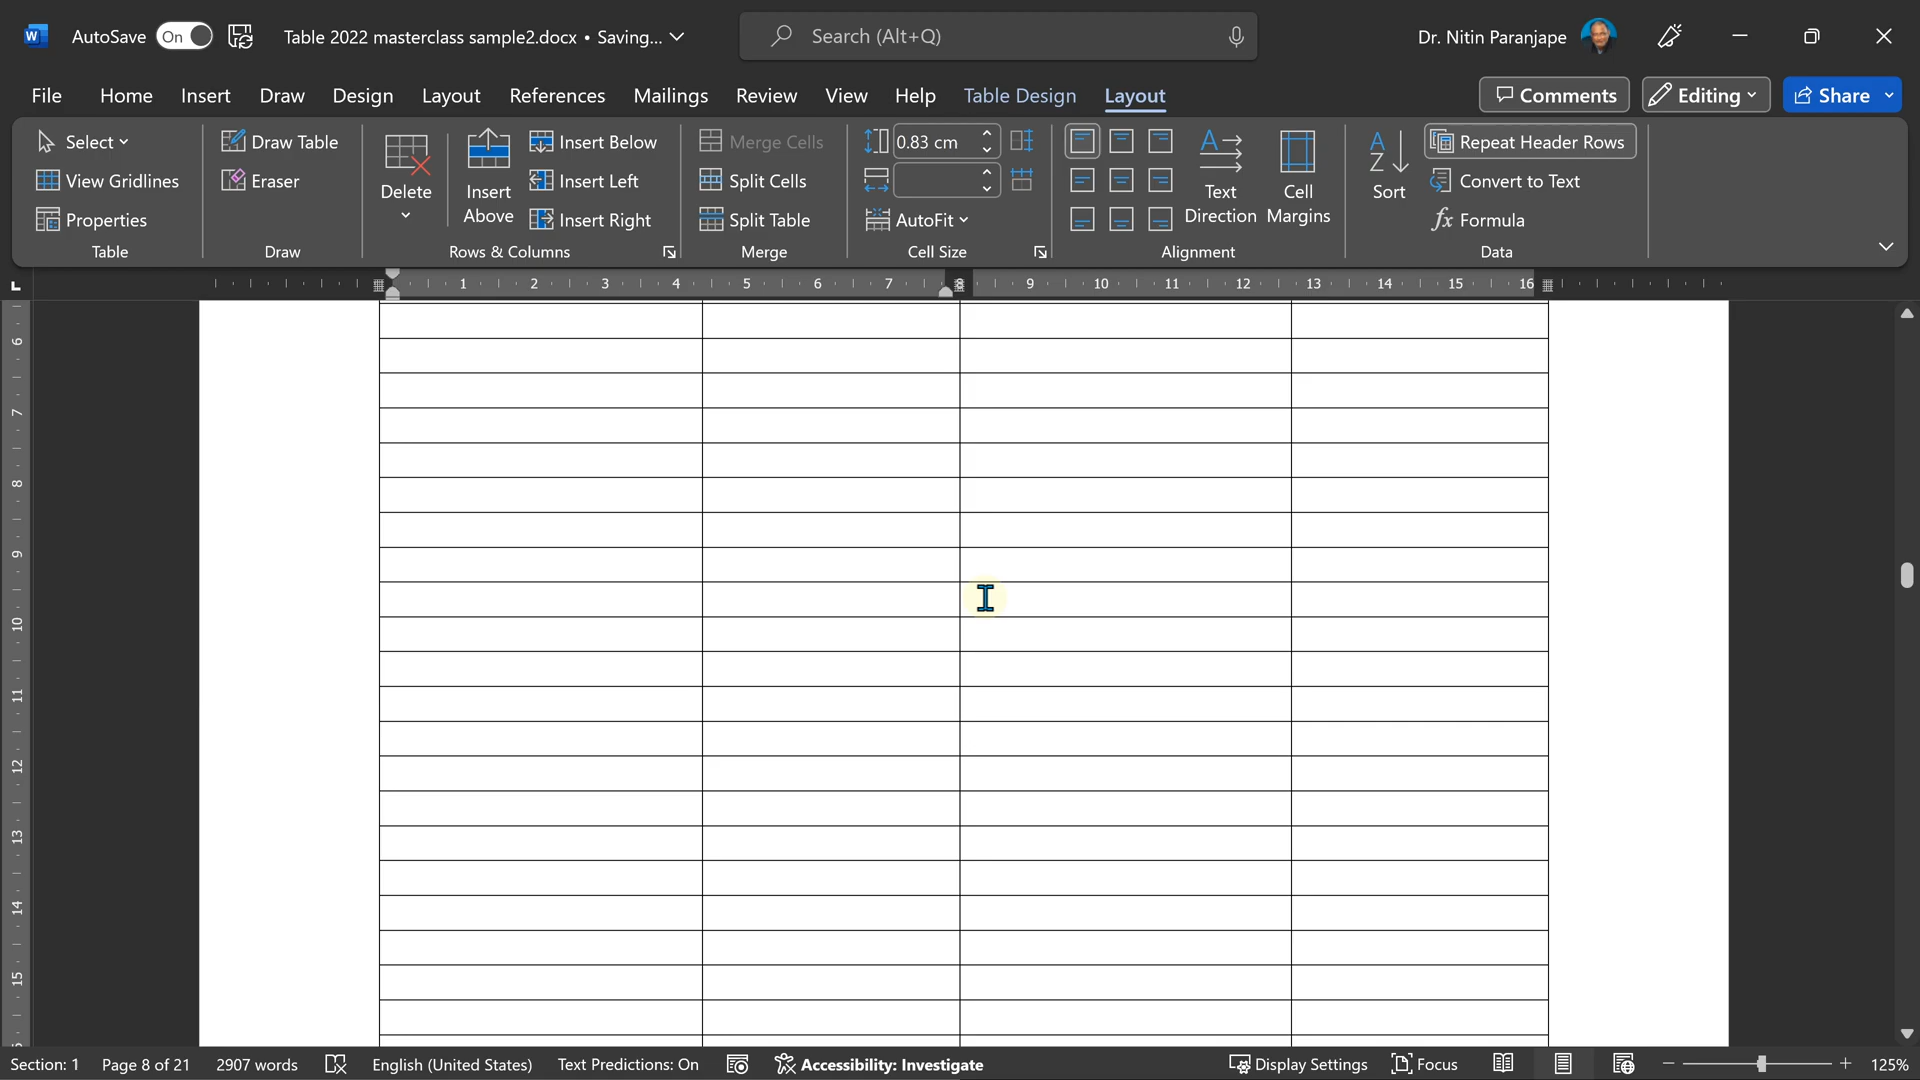 AutoSave On Table 2022 masterclass sample2.docx • Saving... Search (Alt+Q) Dr. Nitin Paranjape
File Home Insert Draw Design Layout References Mailings Review View Help Table Design Layout Comments Editing Share
Select Draw Table Insert Below Merge Cells 0.83 cm Repeat Header Rows
View Gridlines Eraser Delete Insert Above Insert Left Split Cells Text Direction Cell Margins Sort Convert to Text
Properties Insert Right Split Table AutoFit Formula
Table Draw Rows & Columns Merge Cell Size Alignment Data
1 2 3 4 5 6 7 8 9 10 11 12 13 14 15 16
6
7
8
9
10
11
12
13
14
15
Section: 1 Page 8 of 21 2907 words English (United States) Text Predictions: On Accessibility: Investigate Display Settings Focus 125%